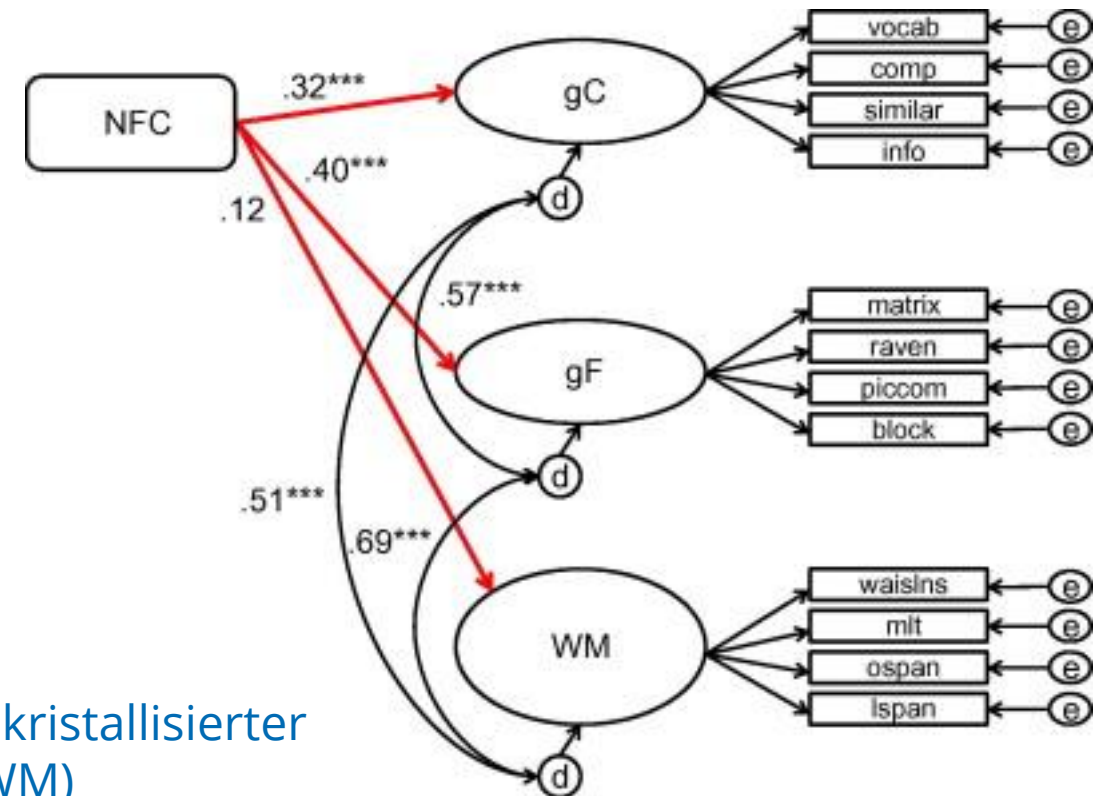 vocab
e
.32***
gC
comp
e
NFC
similar
e
.40***
info
e
.12
d
.57***
matrix
e
gF
raven
e
piccom
e
block
e
d
.51***
.69***
waislns
e
WM
mlt
e
ospan
e
lspan
e
kristallisierter
d
WM)